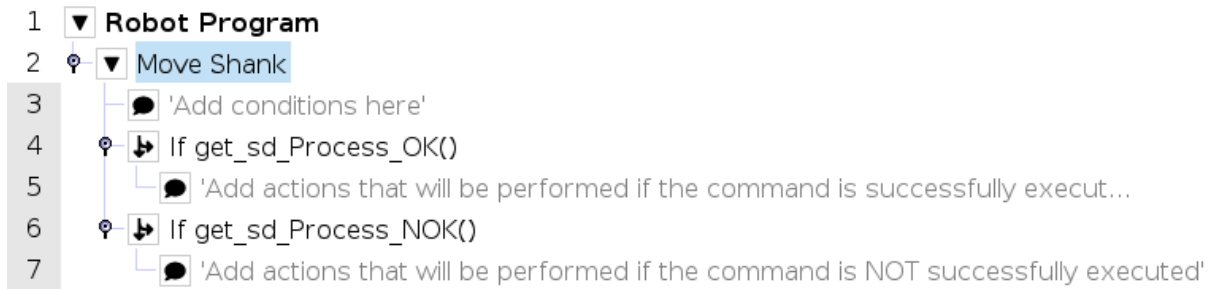 1 Robot Program
2 Move Shank
3 'Add conditions here'
4 If get_sd_Process_OK()
5 'Add actions that will be performed if the command is successfully execut...
6 If get_sd_Process_NOK()
7 'Add actions that will be performed if the command is NOT successfully executed'